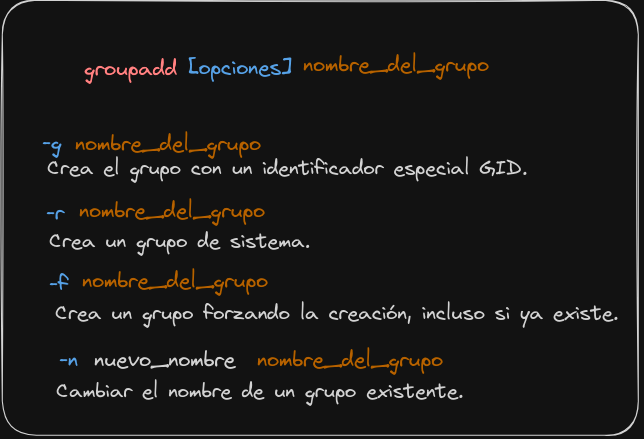 groupadd [opciones] nombre_del_grupo
-g nombre_del_grupo
Crea el grupo con un identificador especial GID.
-r nombre_del_grupo
Crea un grupo de sistema.
-f nombre_del_grupo
Crea un grupo forzando la creación, incluso si ya existe.
-n nuevo_nombre nombre_del_grupo
Cambiar el nombre de un grupo existente.